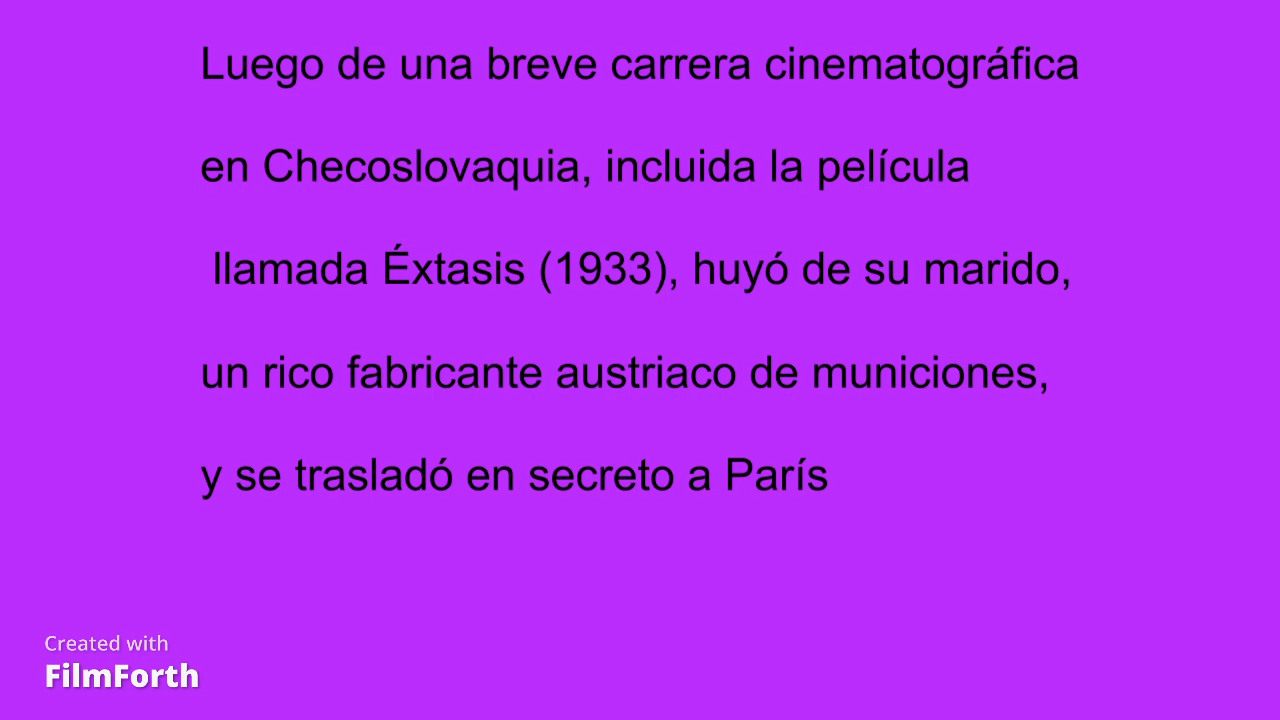 Luego de una breve carrera cinematográfica
en Checoslovaquia, incluida la película
llamada Éxtasis (1933), huyó de su marido,
un rico fabricante austriaco de municiones,
y se trasladó en secreto a París
Created with
FilmForth